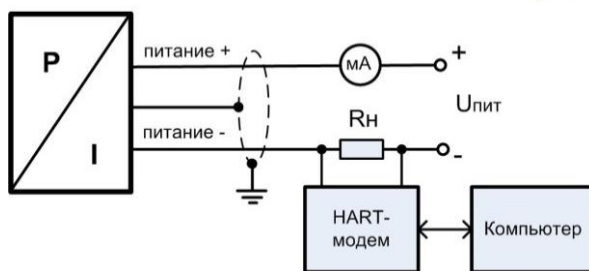 P
I
питание +
питание -
мА
+
Uпит
-
Rн
HART-
модем
Компьютер